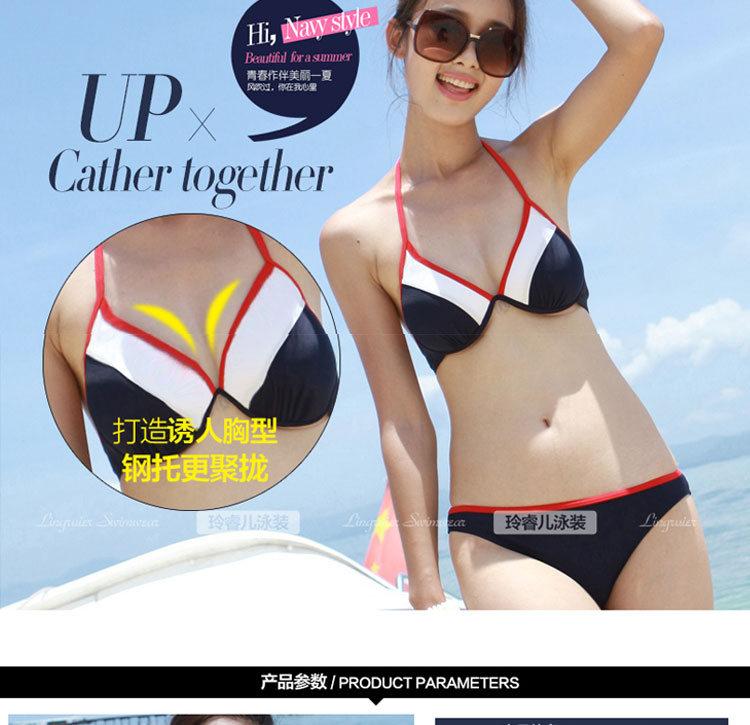 Hi, Navy style
Beautiful for a summer
青春作伴美丽一夏
风吹过，你在我心里
UP ×
Cather together
打造诱人胸型
钢托更聚拢
Lingruier Swimwear
玲睿儿泳装
Lingruier Swimwear
玲睿儿泳装
Lingruier
产品参数 / PRODUCT PARAMETERS